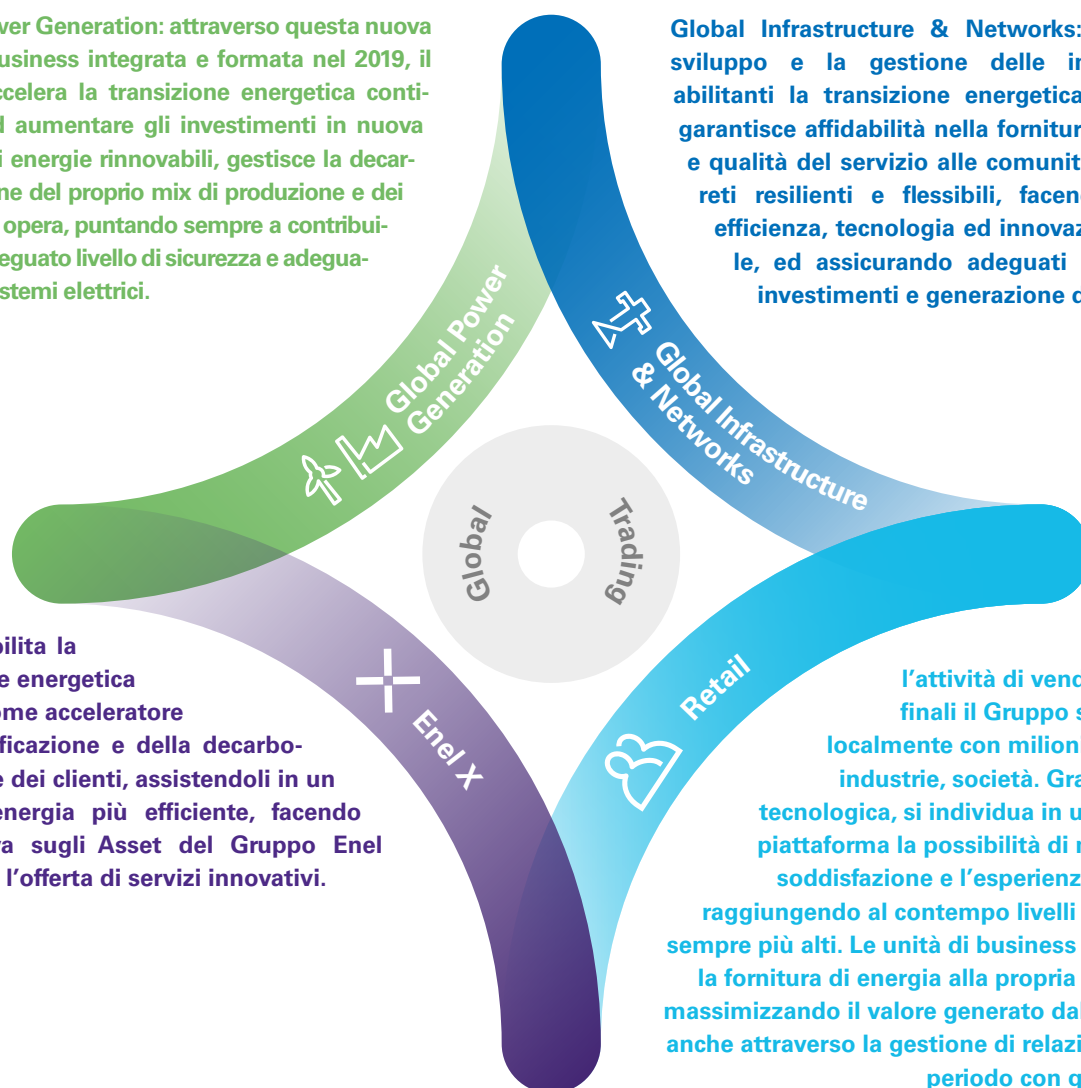 ver Generation: attraverso questa nuova
usiness integrata e formata nel 2019, il
ccelera la transizione energetica conti-
d aumentare gli investimenti in nuova
i energie rinnovabili, gestisce la decar-
ne del proprio mix di produzione e dei
opera, puntando sempre a contribui-
eguato livello di sicurezza e adegua-
stemi elettrici.
Global Infrastructure & Networks:
sviluppo e la gestione delle in
abilitanti la transizione energetica
garantisce affidabilità nella fornitur
e qualità del servizio alle comunit
reti resilienti e flessibili, facen
efficienza, tecnologia ed innovaz
le, ed assicurando adeguati
investimenti e generazione d
Global Power
Generation
Global Infrastructure
& Networks
Global
Trading
Enel X
Retail
bilita la
e energetica
ome acceleratore
ficazione e della decarbo-
e dei clienti, assistendoli in un
energia più efficiente, facendo
va sugli Asset del Gruppo Enel
l'offerta di servizi innovativi.
l'attività di vend
finali il Gruppo s
localmente con milion
industrie, società. Gra
tecnologica, si individua in u
piattaforma la possibilità di m
soddisfazione e l'esperienz
raggiungendo al contempo livelli
sempre più alti. Le unità di business
la fornitura di energia alla propria
massimizzando il valore generato dal
anche attraverso la gestione di relazi
periodo con q